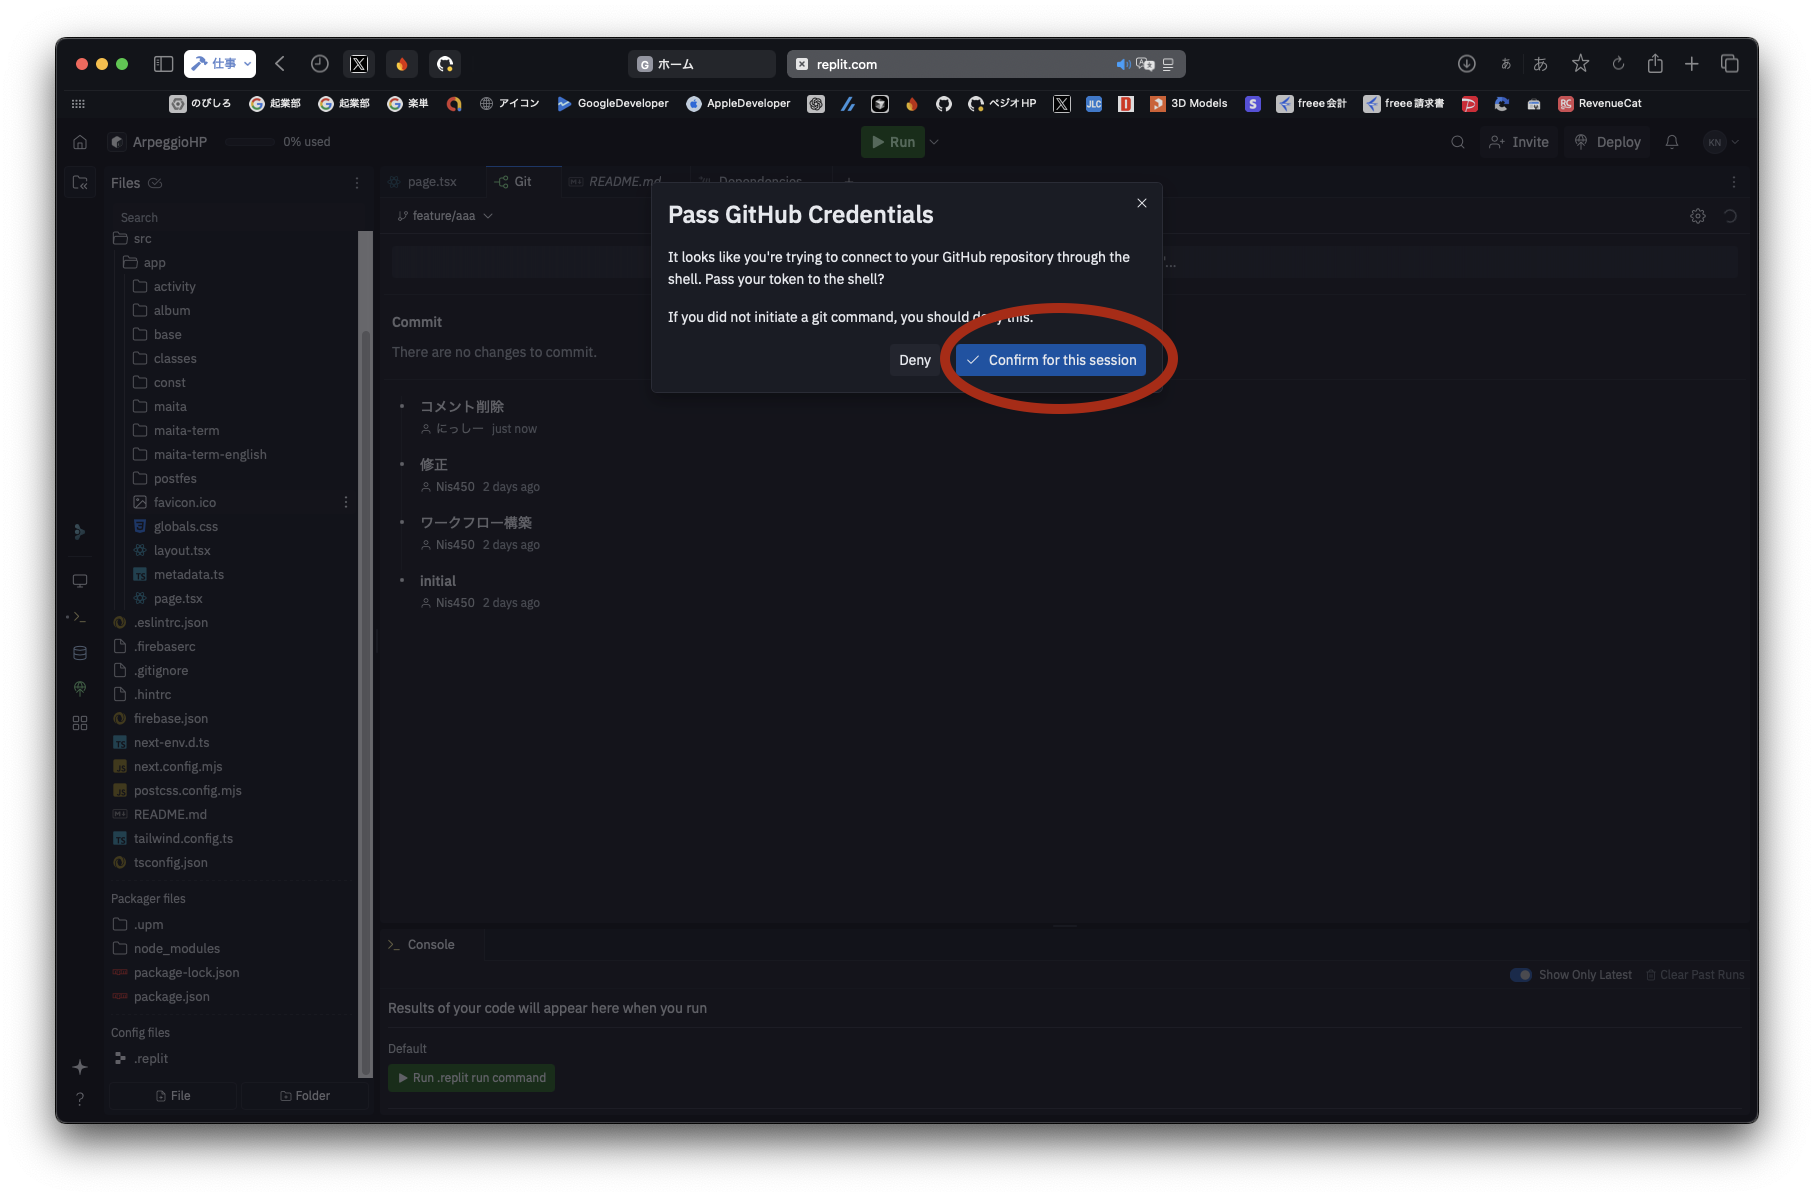 仕事
ホーム
replit.com
あ
あ
のびしろ
起業部
起業部
楽単
アイコン
GoogleDeveloper
AppleDeveloper
ベジオHP
JLC
3D Models
S
freee会計
freee請求書
RevenueCat
ArpeggioHP
0% used
Run
Invite
Deploy
KN
Files
page.tsx
Git
README.md
Dependencies
Search
feature/aaa
src
app
activity
album
base
classes
const
maita
maita-term
maita-term-english
postfes
favicon.ico
globals.css
layout.tsx
metadata.ts
page.tsx
.eslintrc.json
.firebaserc
.gitignore
.hintrc
firebase.json
next-env.d.ts
next.config.mjs
postcss.config.mjs
README.md
tailwind.config.ts
tsconfig.json
Packager files
.upm
node_modules
package-lock.json
package.json
Config files
.replit
File
Folder
Pass GitHub Credentials
It looks like you're trying to connect to your GitHub repository through the
shell. Pass your token to the shell?
If you did not initiate a git command, you should deny this.
Deny
Confirm for this session
Commit
There are no changes to commit.
コメント削除
にっしー just now
修正
Nis450 2 days ago
ワークフロー構築
Nis450 2 days ago
initial
Nis450 2 days ago
Console
Show Only Latest
Clear Past Runs
Results of your code will appear here when you run
Default
Run .replit run command